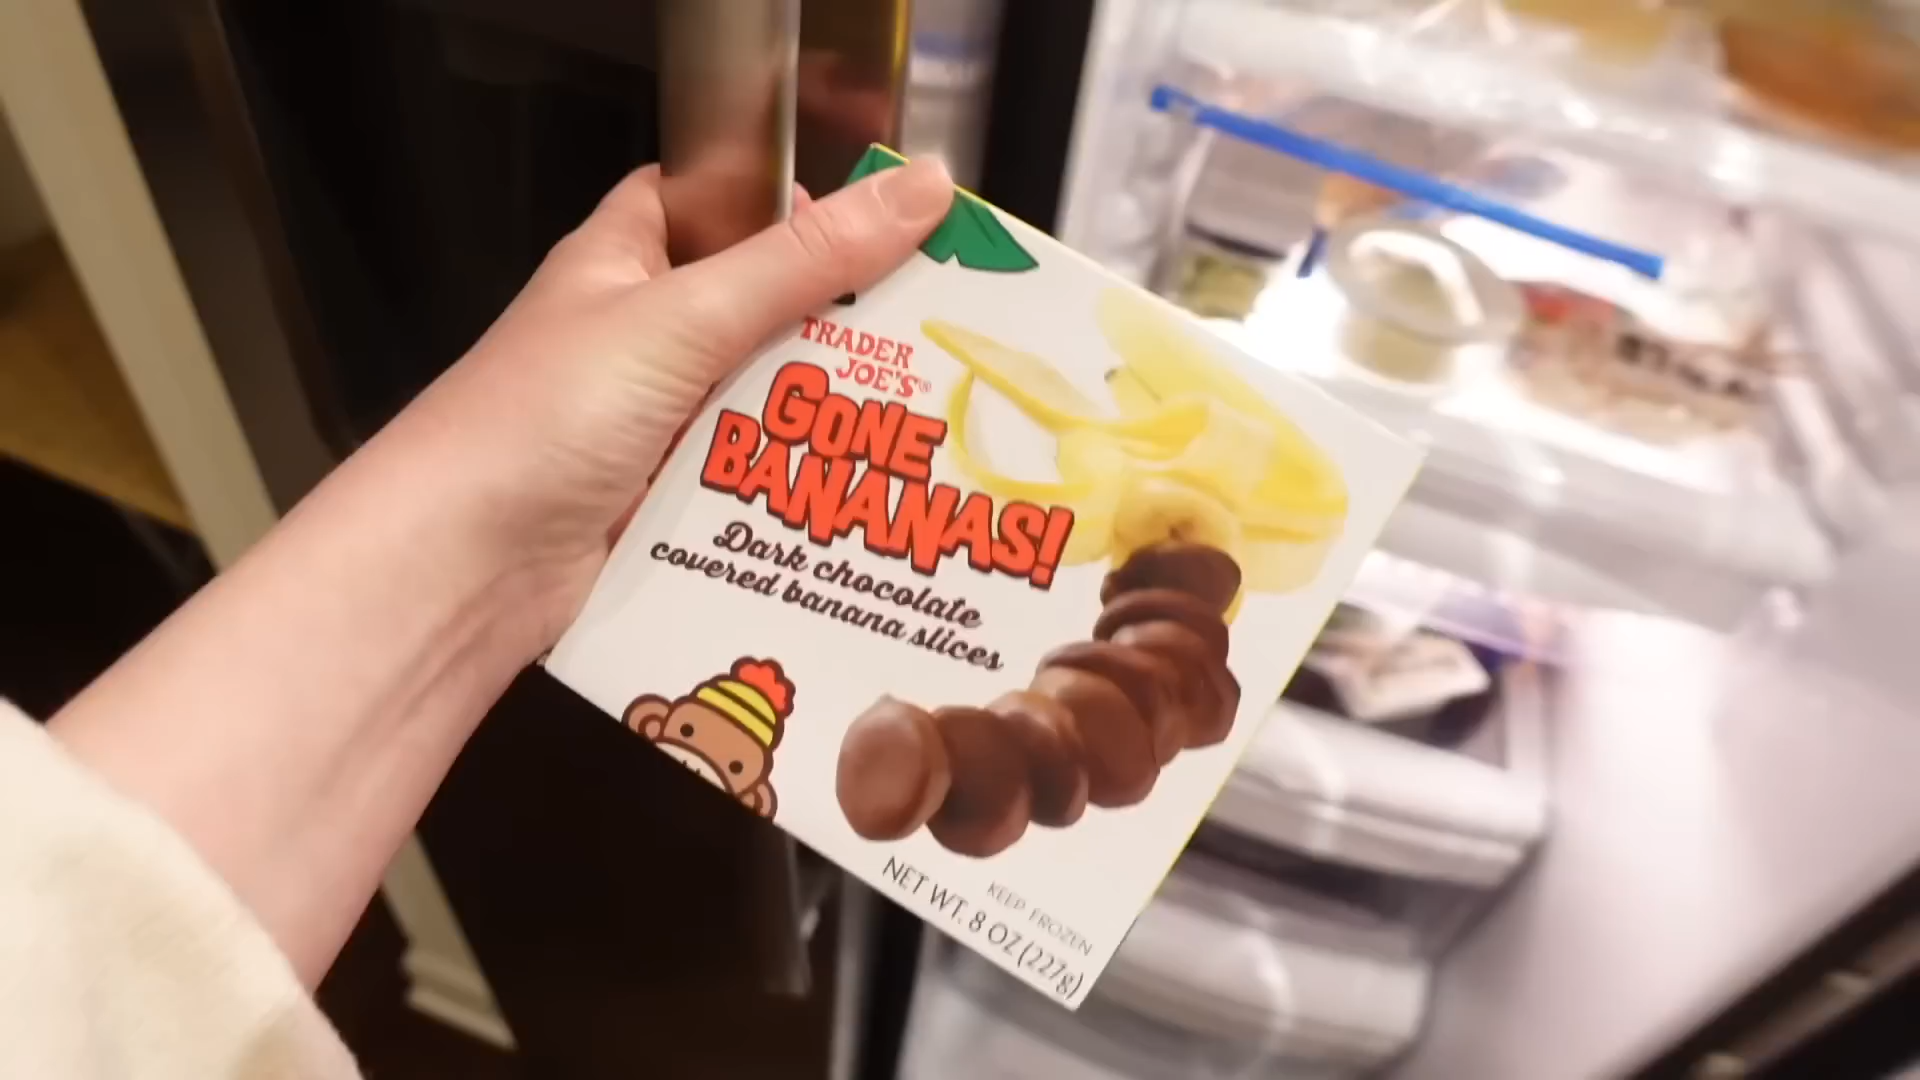 TRADER
JOE'S®
GONE
BANANAS!
Dark chocolate
covered banana slices
KEEP FROZEN
NET WT. 8 OZ (227g)